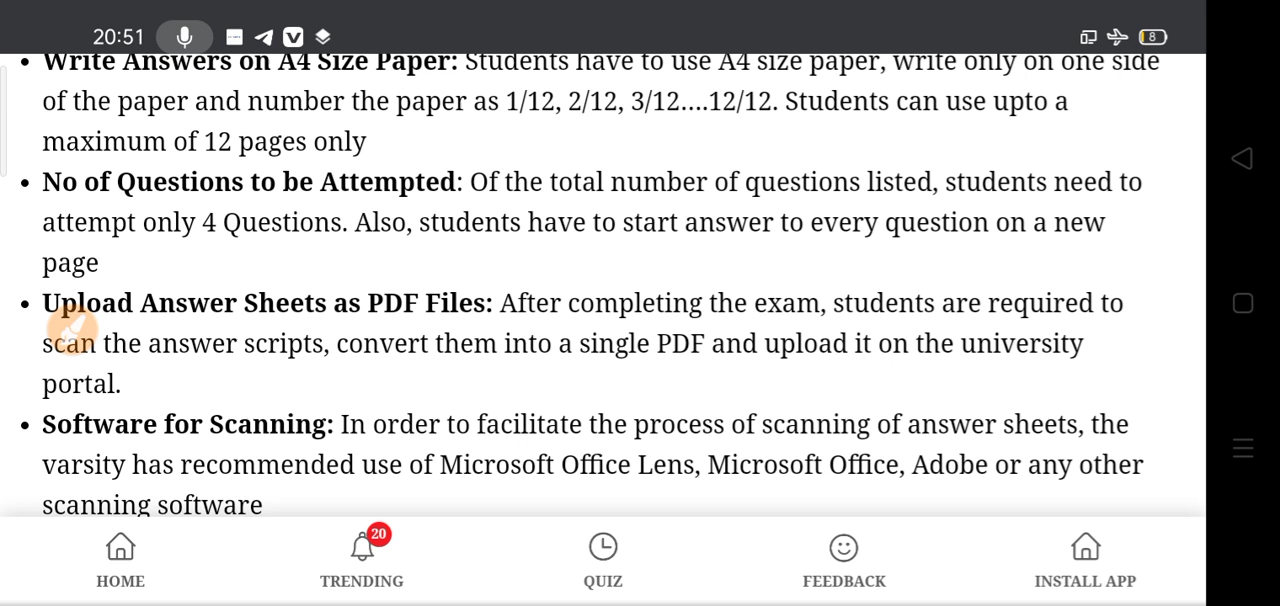 20:51
8
Write Answers on A4 Size Paper: Students have to use A4 size paper, write only on one side
of the paper and number the paper as 1/12, 2/12, 3/12....12/12. Students can use upto a
maximum of 12 pages only
No of Questions to be Attempted: Of the total number of questions listed, students need to
attempt only 4 Questions. Also, students have to start answer to every question on a new
page
Upload Answer Sheets as PDF Files: After completing the exam, students are required to
scan the answer scripts, convert them into a single PDF and upload it on the university
portal.
Software for Scanning: In order to facilitate the process of scanning of answer sheets, the
varsity has recommended use of Microsoft Office Lens, Microsoft Office, Adobe or any other
scanning software
20
HOME TRENDING QUIZ FEEDBACK INSTALL APP